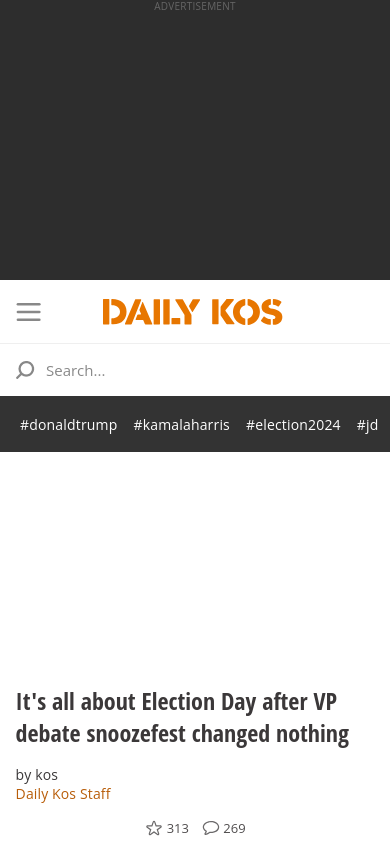 ADVERTISEMENT
DAILY KOS
Search...
#donaldtrump #kamalaharris #election2024 #jd
It's all about Election Day after VP
debate snoozefest changed nothing
by kos
Daily Kos Staff
313 269